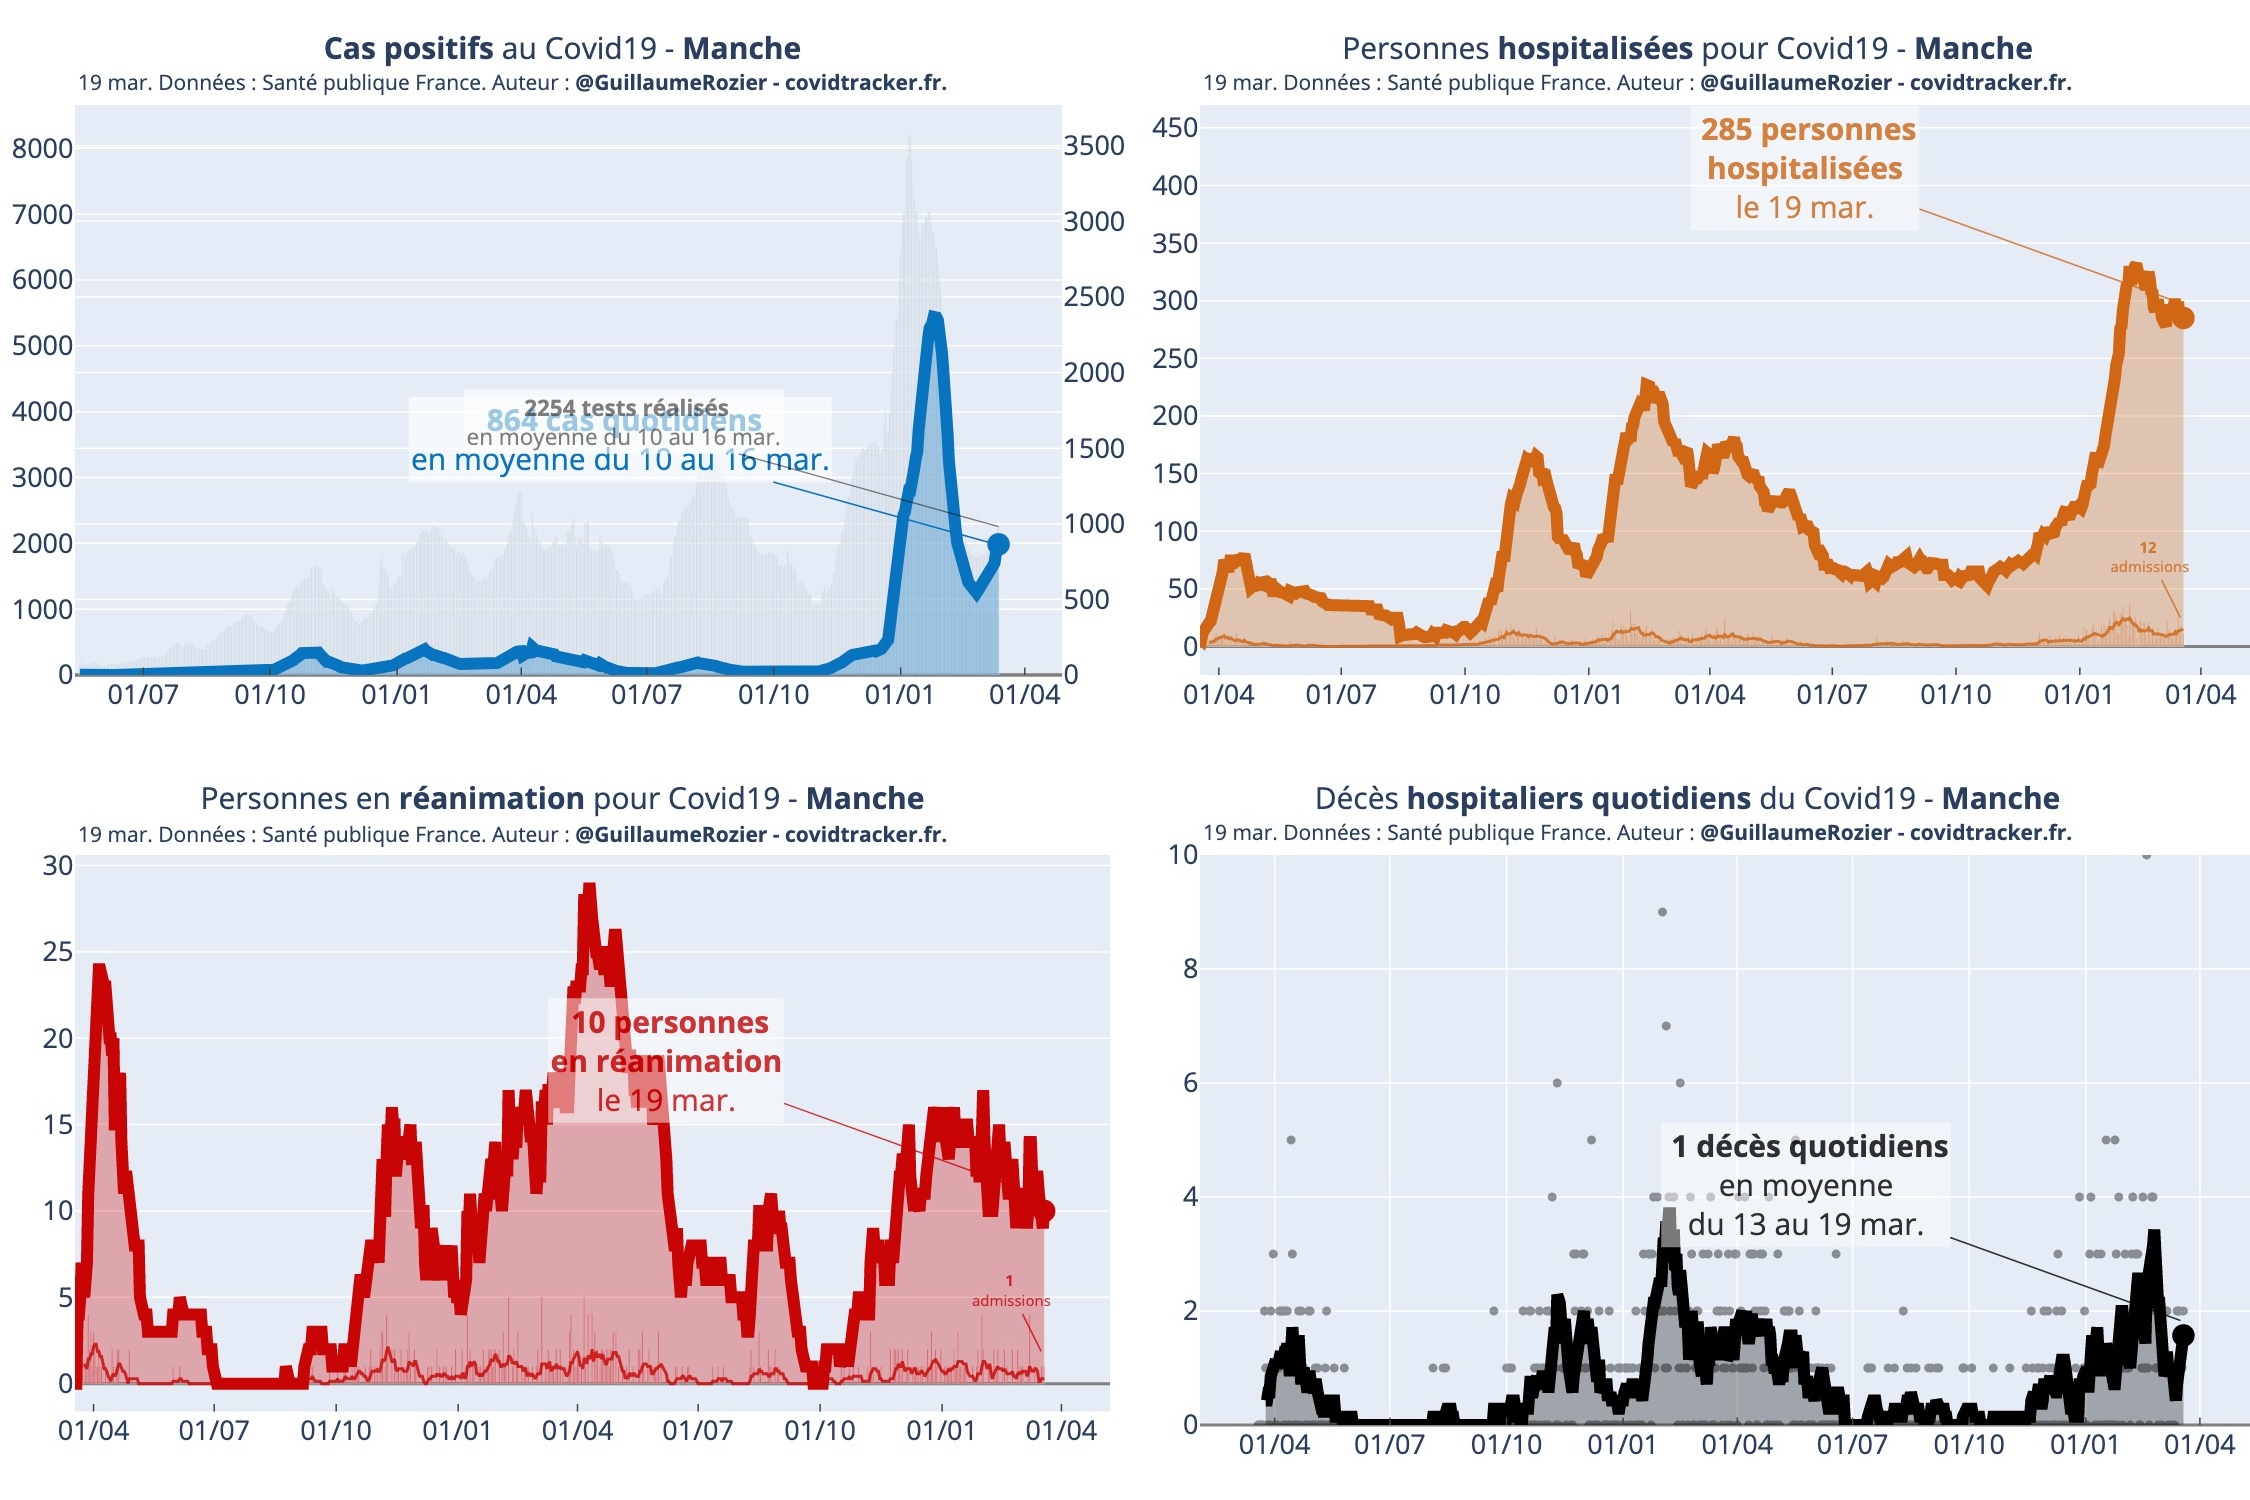 Cas positifs au Covid19 - Manche
19 mar. Données : Santé publique France. Auteur : @GuillaumeRozier - covidtracker.fr.
8000
7000
6000
5000
4000
3000
2000
1000
0
3500
3000
2500
2000
1500
1000
500
0
2254 tests réalisés
en moyenne du 10 au 16 mar.
864 cas quotidiens
en moyenne du 10 au 16 mar.
01/07 01/10 01/01 01/04 01/07 01/10 01/01 01/04
Personnes hospitalisées pour Covid19 - Manche
19 mar. Données : Santé publique France. Auteur : @GuillaumeRozier - covidtracker.fr.
450
400
350
300
250
200
150
100
50
0
285 personnes
hospitalisées
le 19 mar.
12
admissions
01/04 01/07 01/10 01/01 01/04 01/07 01/10 01/01 01/04
Personnes en réanimation pour Covid19 - Manche
19 mar. Données : Santé publique France. Auteur : @GuillaumeRozier - covidtracker.fr.
30
25
20
15
10
5
0
10 personnes
en réanimation
le 19 mar.
1
admissions
01/04 01/07 01/10 01/01 01/04 01/07 01/10 01/01 01/04
Décès hospitaliers quotidiens du Covid19 - Manche
19 mar. Données : Santé publique France. Auteur : @GuillaumeRozier - covidtracker.fr.
10
8
6
4
2
0
1 décès quotidiens
en moyenne
du 13 au 19 mar.
01/04 01/07 01/10 01/01 01/04 01/07 01/10 01/01 01/04